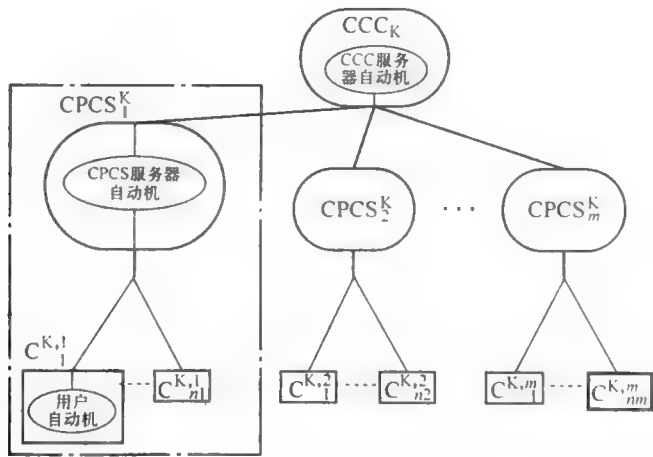 CCC_K
CCC服务
器自动机
CPCS_1^K
CPCS服务器
自动机
CPCS_2^K
···
CPCS_m^K
C_1^{K,1}
用户
自动机
C_{n1}^{K,1}
C_1^{K,2}
C_{n2}^{K,2}
C_1^{K,m}
C_{nm}^{K,m}